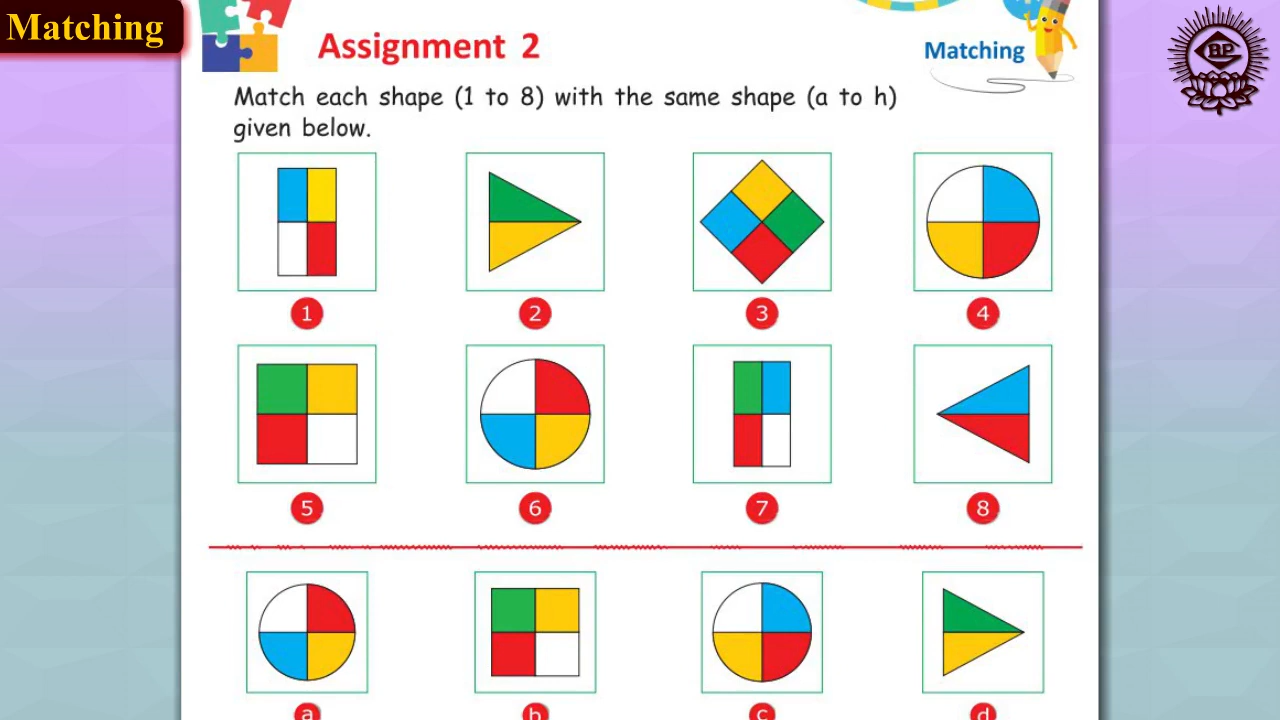 Matching
Assignment 2
Matching
BP
Match each shape (1 to 8) with the same shape (a to h)
given below.
1 2 3 4
5 6 7 8
a b c d